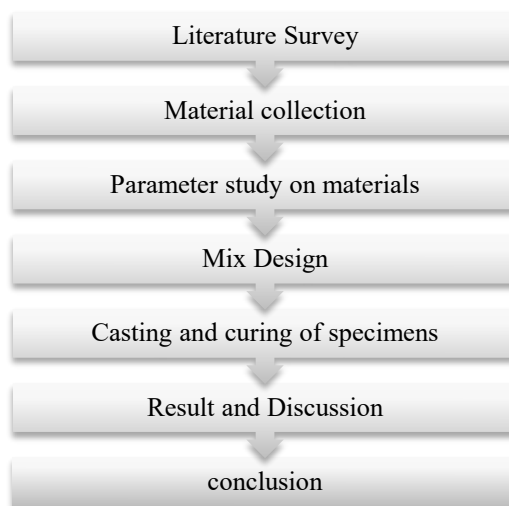 Literature Survey
Material collection
Parameter study on materials
Mix Design
Casting and curing of specimens
Result and Discussion
conclusion